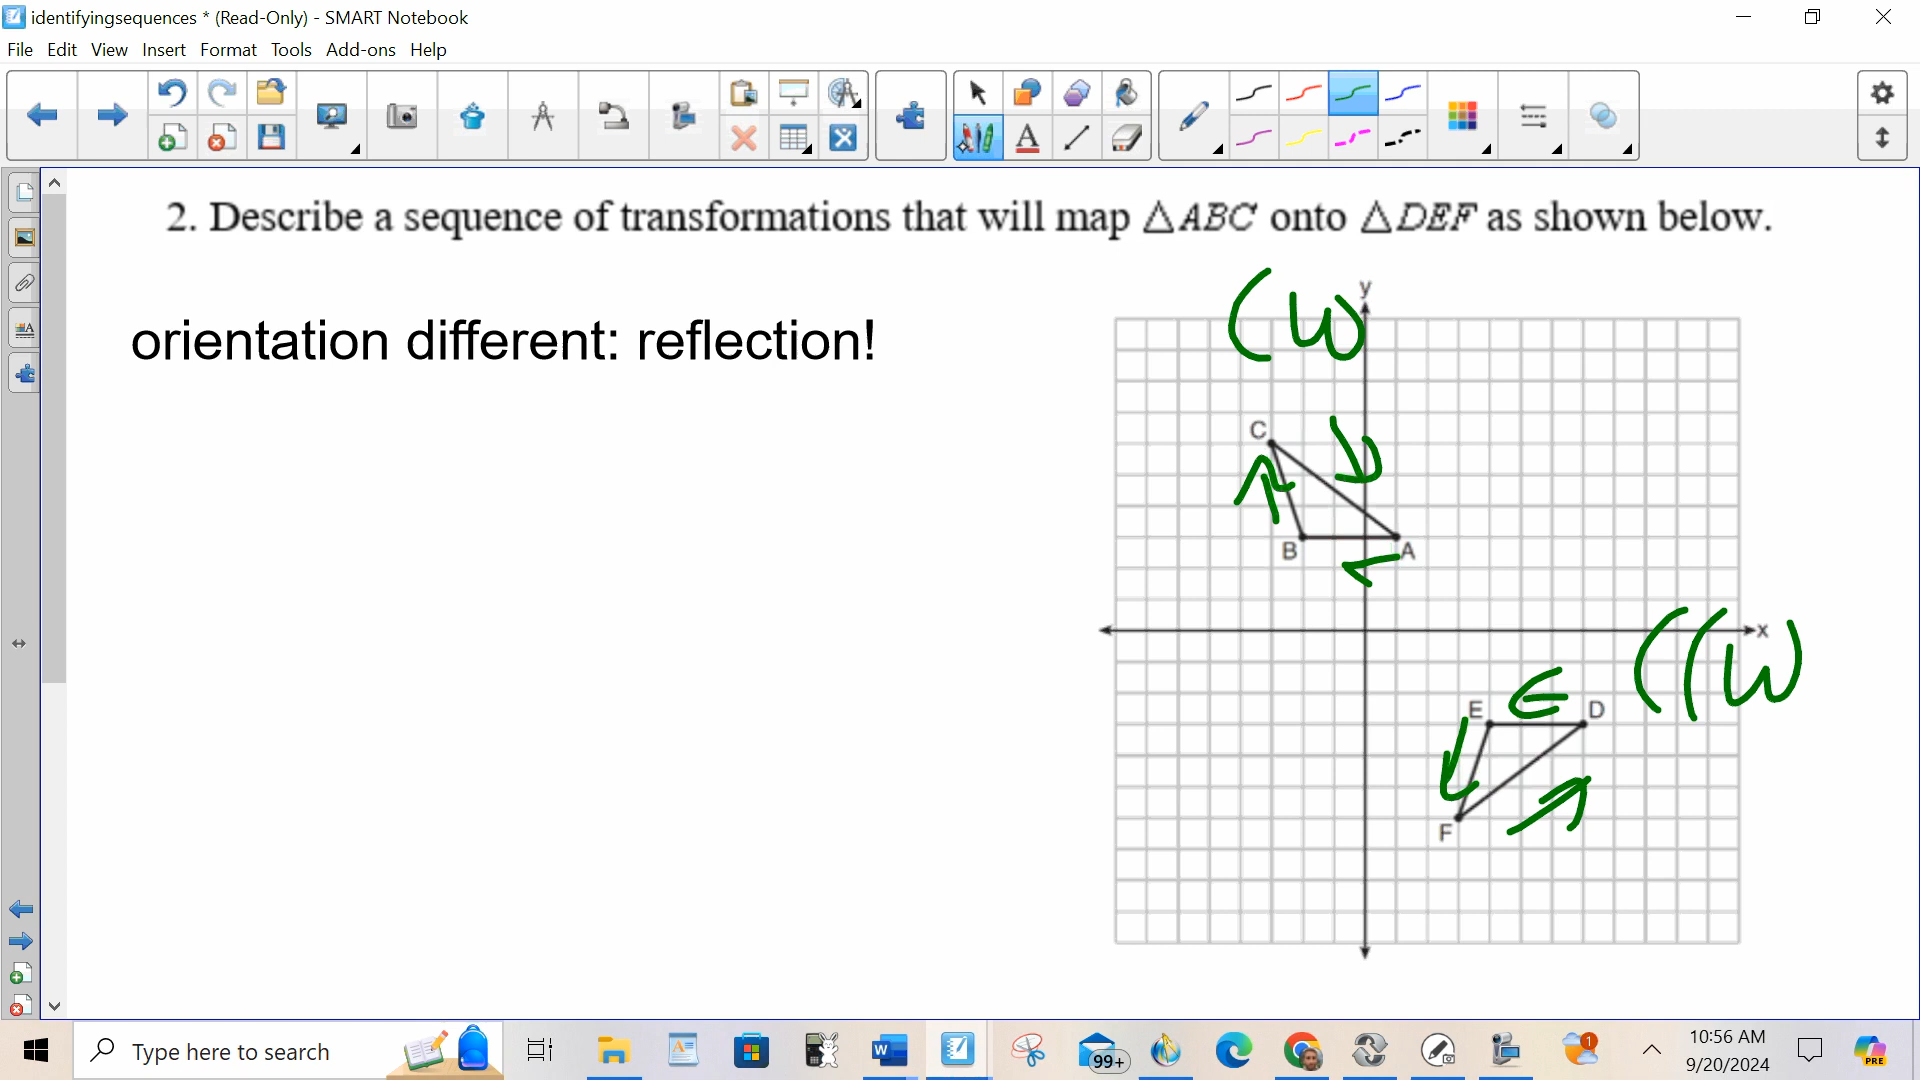 identifyingsequences * (Read-Only) - SMART Notebook
File Edit View Insert Format Tools Add-ons Help
2. Describe a sequence of transformations that will map △ABC onto △DEF as shown below.
orientation different: reflection!
y
C
B
A
x
E
D
F
Type here to search
99+
1
10:56 AM
9/20/2024
PRE